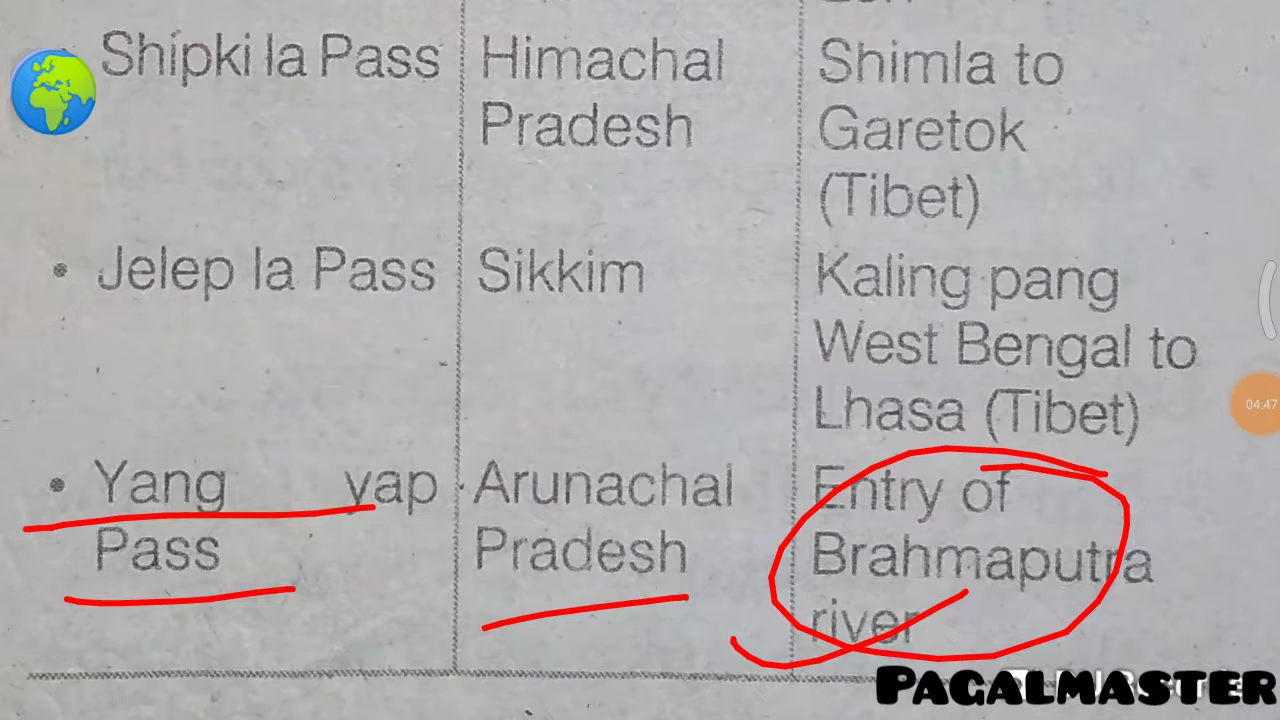 Shipki la Pass Himachal Shimla to
Pradesh Garetok
(Tibet)
• Jelep la Pass Sikkim Kaling pang
West Bengal to
Lhasa (Tibet)
• Yang yap Arunachal Entry of
Pass Pradesh Brahmaputra
river
04:47
PAGALMASTER